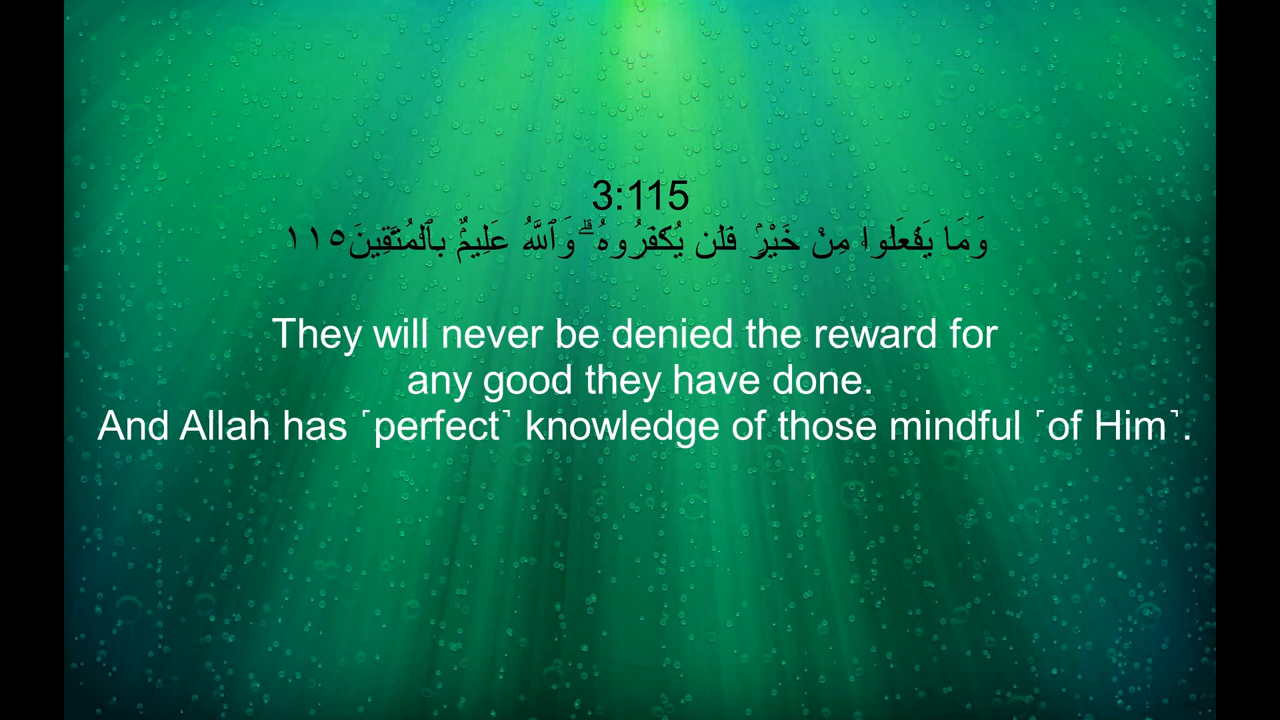 3:115
وَمَا يَفْعَلُوا۟ مِنْ خَيْرٍۢ فَلَن يُكْفَرُوهُ ۗ وَٱللَّهُ عَلِيمٌۢ بِٱلْمُتَّقِينَ١١٥
They will never be denied the reward for
any good they have done.
And Allah has ˹perfect˺ knowledge of those mindful ˹of Him˺.